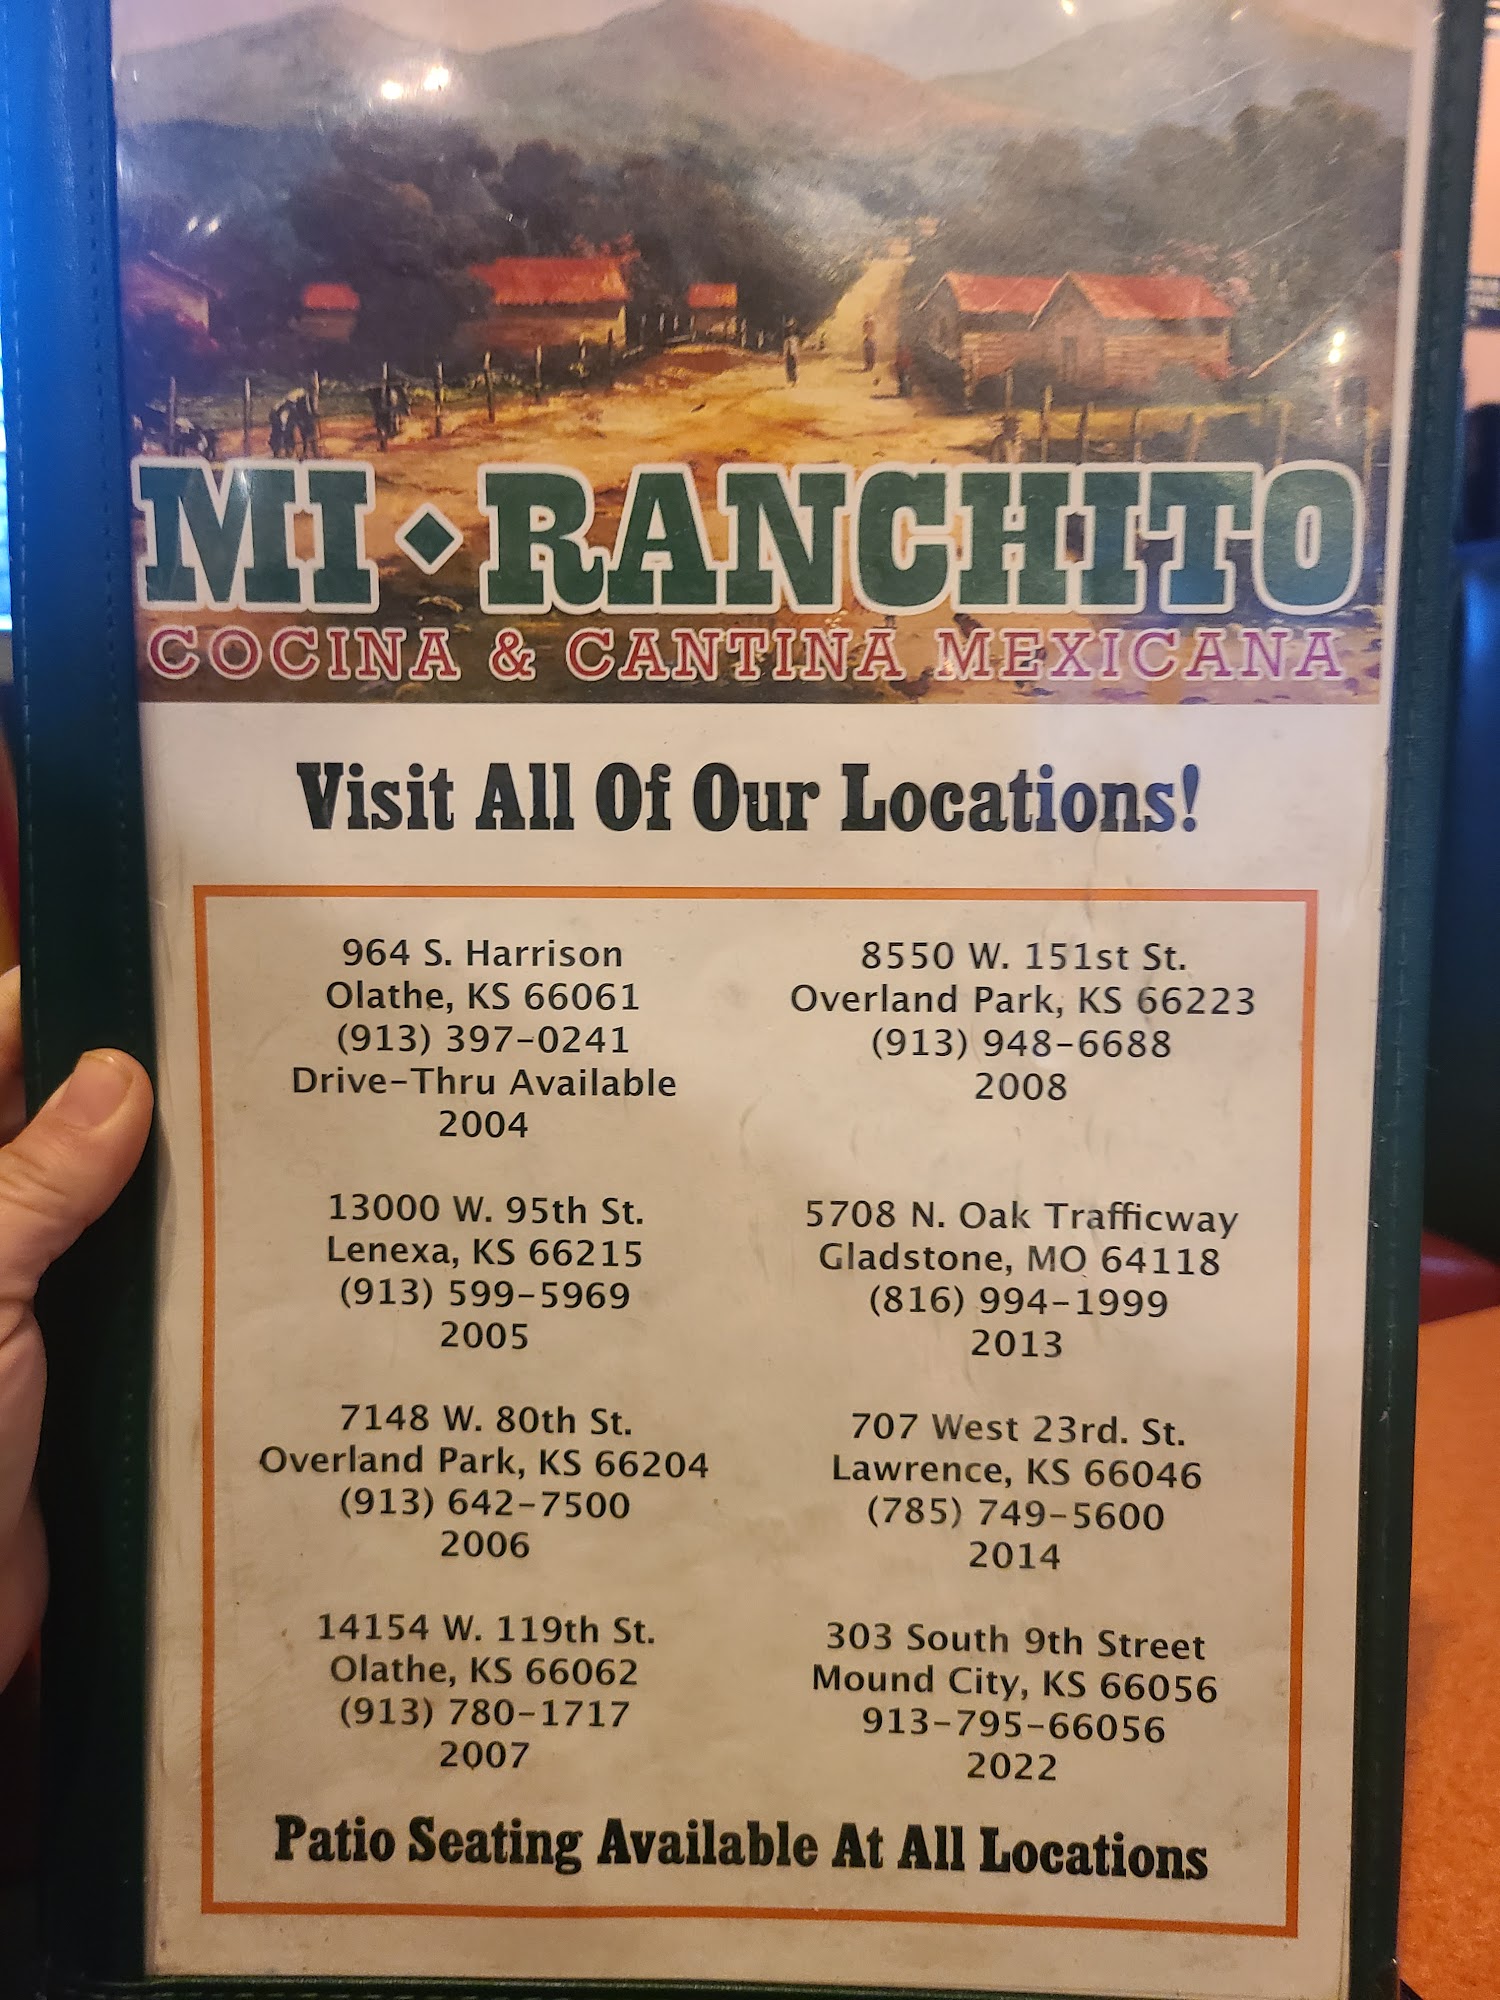 MI RANCHITO
COCINA & CANTINA MEXICANA
Visit All Of Our Locations!
964 S. Harrison
Olathe, KS 66061
(913) 397-0241
Drive-Thru Available
2004
13000 W. 95th St.
Lenexa, KS 66215
(913) 599-5969
2005
7148 W. 80th St.
Overland Park, KS 66204
(913) 642-7500
2006
14154 W. 119th St.
Olathe, KS 66062
(913) 780-1717
2007
8550 W. 151st St.
Overland Park, KS 66223
(913) 948-6688
2008
5708 N. Oak Trafficway
Gladstone, MO 64118
(816) 994-1999
2013
707 West 23rd. St.
Lawrence, KS 66046
(785) 749-5600
2014
303 South 9th Street
Mound City, KS 66056
913-795-66056
2022
Patio Seating Available At All Locations